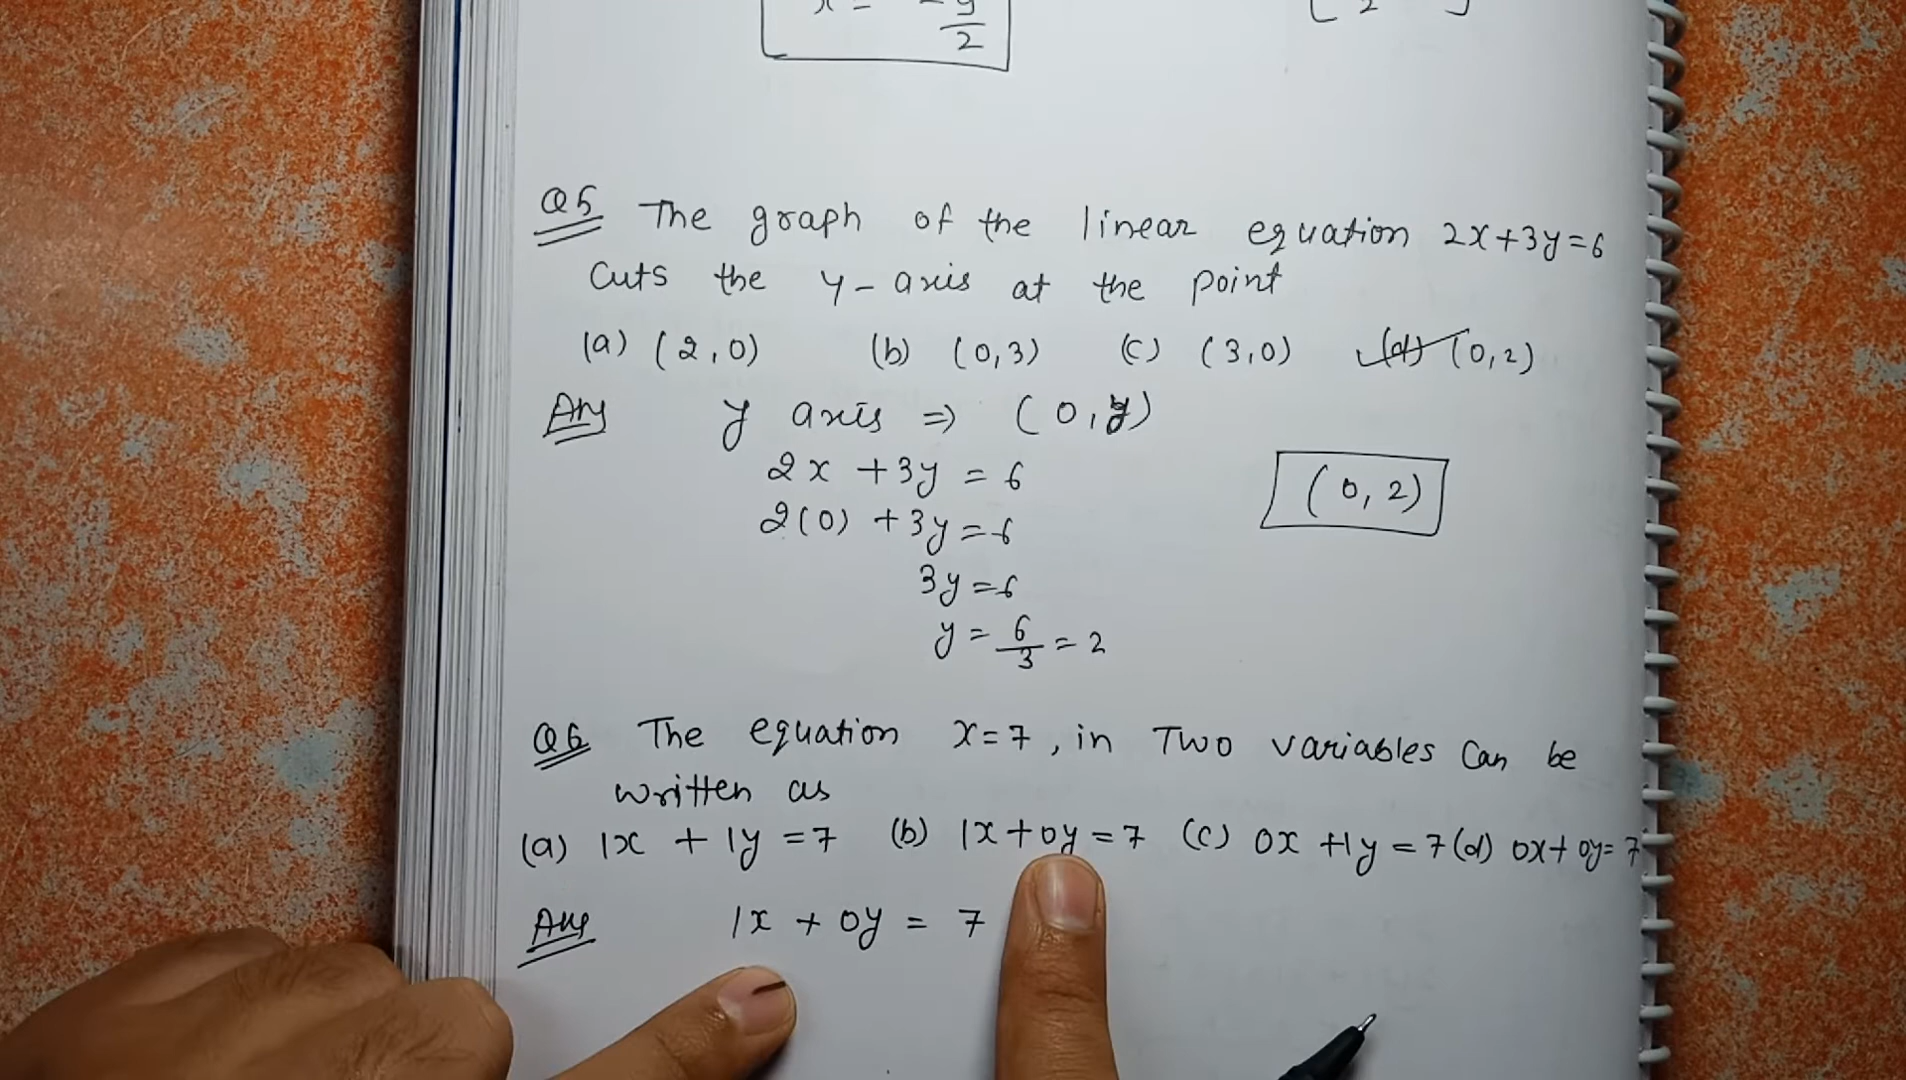 x = - y/2
2
Q5 The graph of the linear equation 2x+3y=6
cuts the y-axis at the point
(a) (2,0) (b) (0,3) (c) (3,0) (d) (0,2)
Ans y axis ⇒ (0,y)
2x + 3y = 6
2(0) + 3y = 6
(0,2)
3y = 6
y = 6/3 = 2
Q6 The equation x=7, in Two variables Can be
written as
(a) 1x + 1y = 7 (b) 1x + 0y = 7 (c) 0x + 1y = 7 (d) 0x + 0y = 7
Ans 1x + 0y = 7